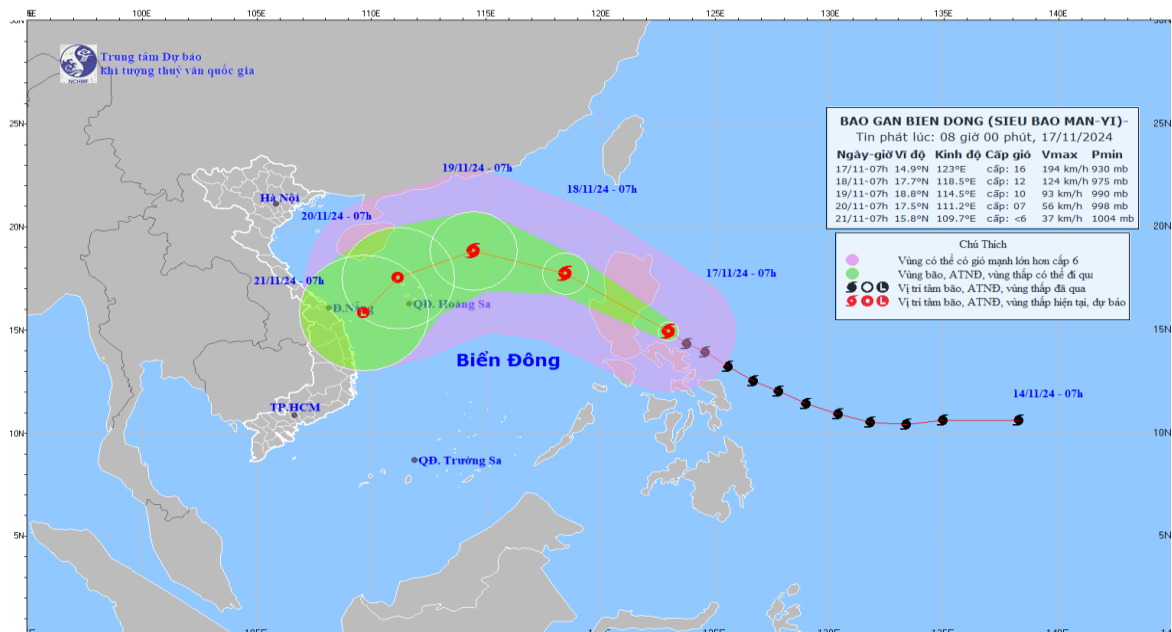 0E 105E 110E 115E 120E 125E 130E 135E 140E
Trung tâm Dự báo
khí tượng thuỷ văn quốc gia
NCHMF
25N
20N
15N
10N
5N
25N
20N
15N
10N
5N
BAO GAN BIEN DONG (SIEU BAO MAN-YI)-
Tin phát lúc: 08 giờ 00 phút, 17/11/2024
Ngày-giờ Vĩ độ Kinh độ Cấp gió Vmax Pmin
17/11-07h 14.9°N 123°E cấp: 16 194 km/h 930 mb
18/11-07h 17.7°N 118.5°E cấp: 12 124 km/h 975 mb
19/11-07h 18.8°N 114.5°E cấp: 10 93 km/h 990 mb
20/11-07h 17.5°N 111.2°E cấp: 07 56 km/h 998 mb
21/11-07h 15.8°N 109.7°E cấp: <6 37 km/h 1004 mb
Chú Thích
Vùng có thể có gió mạnh lớn hơn cấp 6
Vùng bão, ATNĐ, vùng thấp có thể đi qua
Vị trí tâm bão, ATNĐ, vùng thấp đã qua
Vị trí tâm bão, ATNĐ, vùng thấp hiện tại, dự báo
19/11/24 - 07h
18/11/24 - 07h
Hà Nội
20/11/24 - 07h
21/11/24 - 07h
17/11/24 - 07h
L
Đ.Nẵng
QĐ. Hoàng Sa
Biển Đông
14/11/24 - 07h
TP.HCM
QĐ. Trường Sa